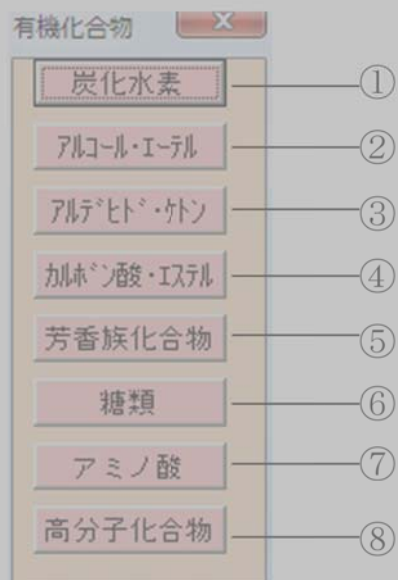 有機化合物
炭化水素 ①
ｱﾙｺｰﾙ・ｴｰﾃﾙ ②
ｱﾙﾃﾞﾋﾄﾞ・ｹﾄﾝ ③
ｶﾙﾎﾞﾝ酸・ｴｽﾃﾙ ④
芳香族化合物 ⑤
糖類 ⑥
アミノ酸 ⑦
高分子化合物 ⑧